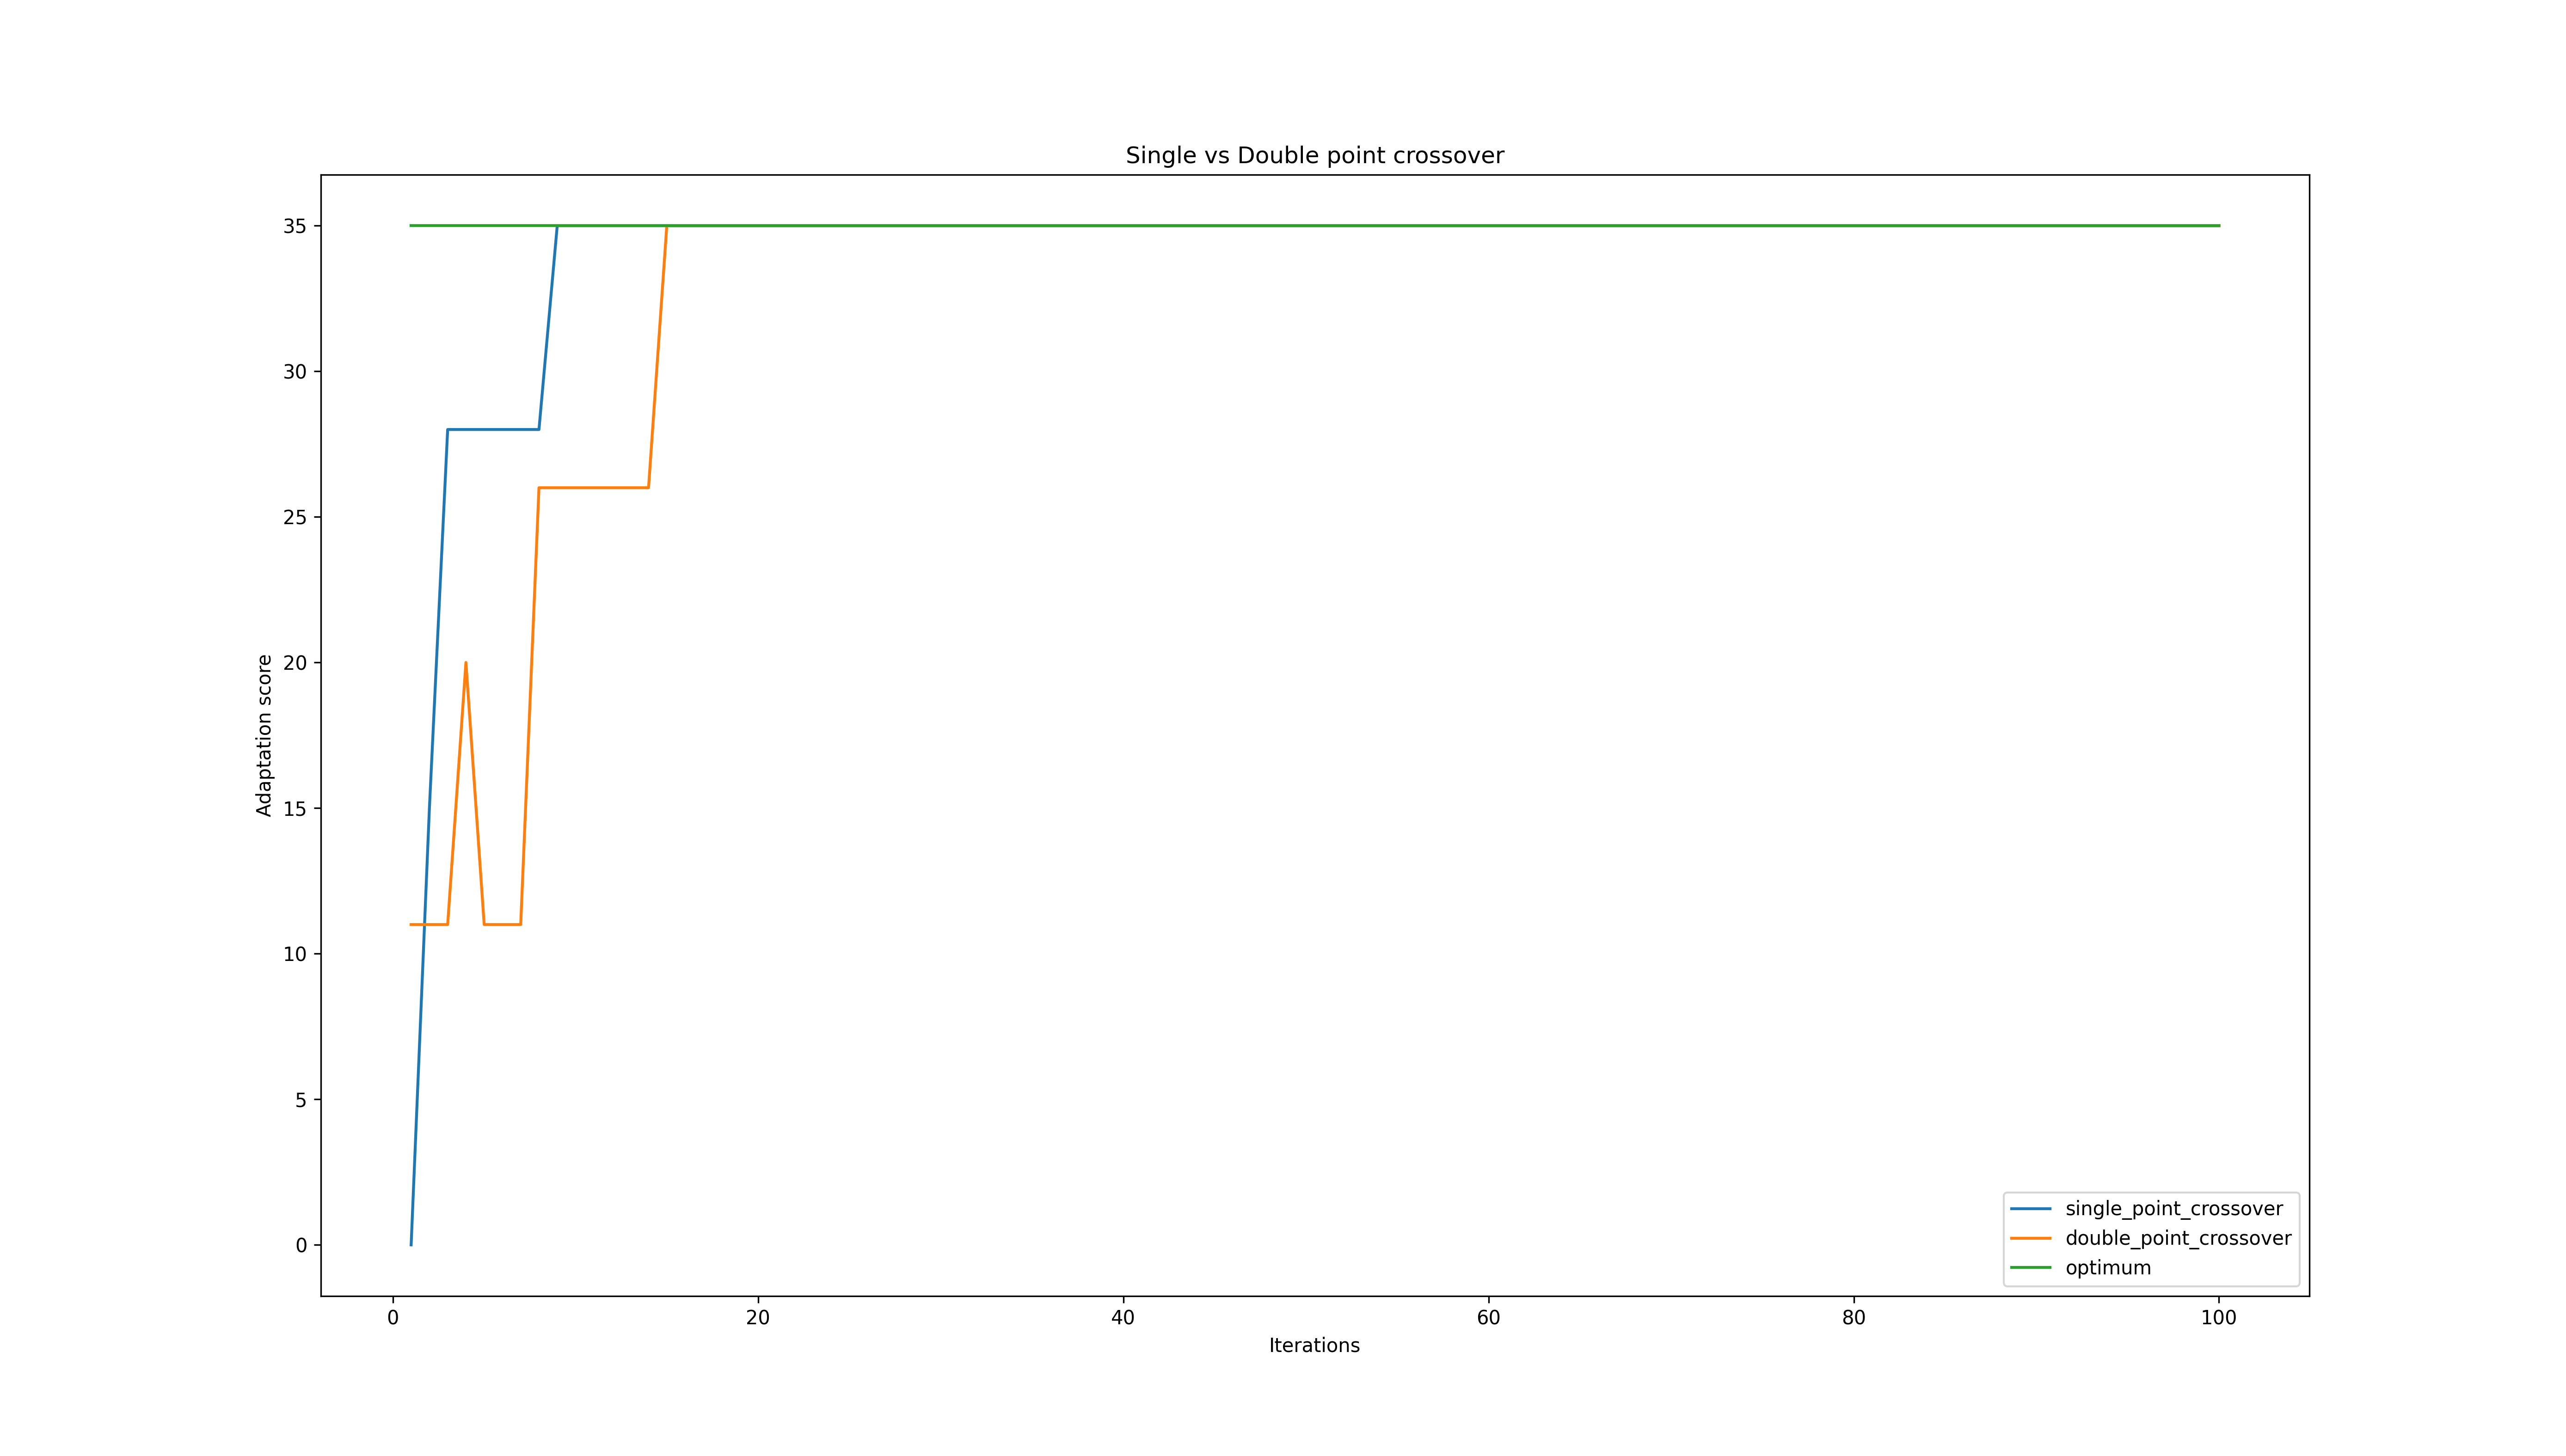 Single vs Double point crossover
35
30
25
20
15
10
5
0
Adaptation score
0 20 40 60 80 100
Iterations
single_point_crossover
double_point_crossover
optimum